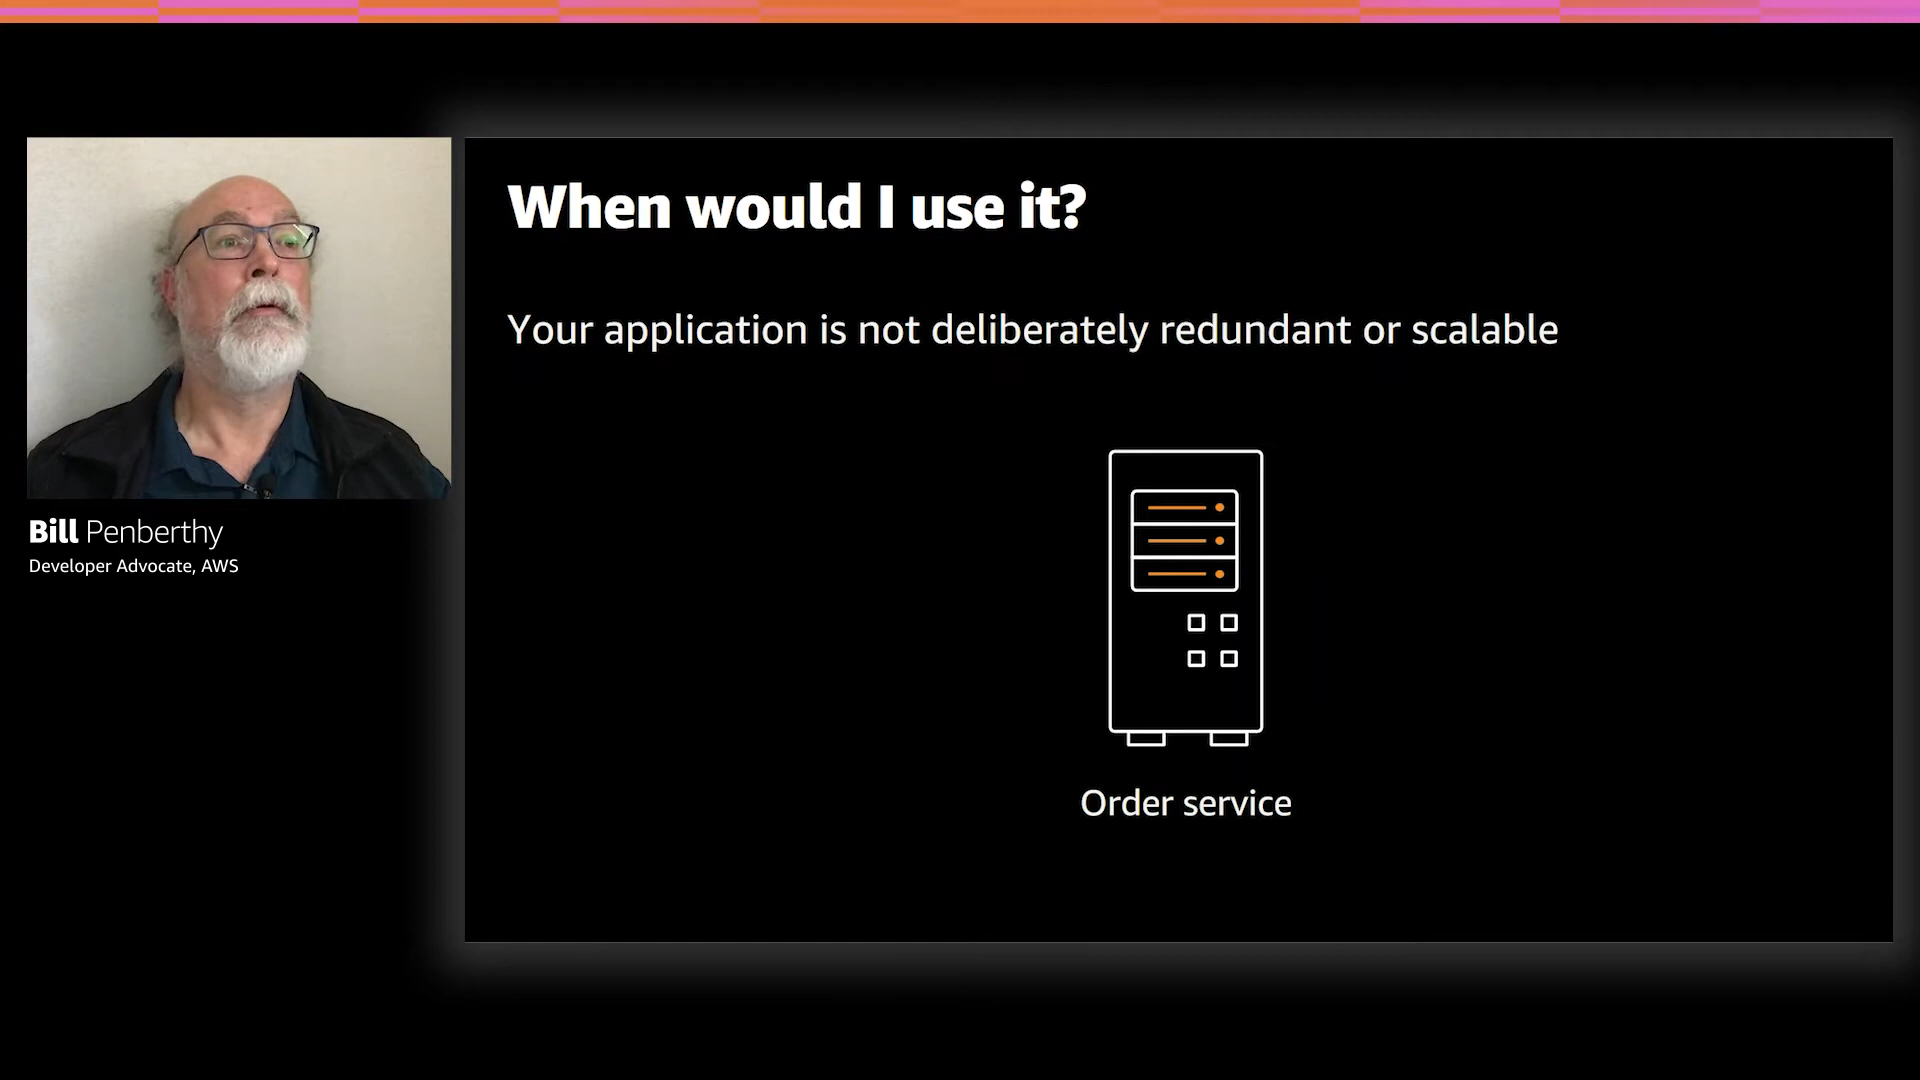 When would I use it?
Your application is not deliberately redundant or scalable
Order service
Bill Penberthy
Developer Advocate, AWS